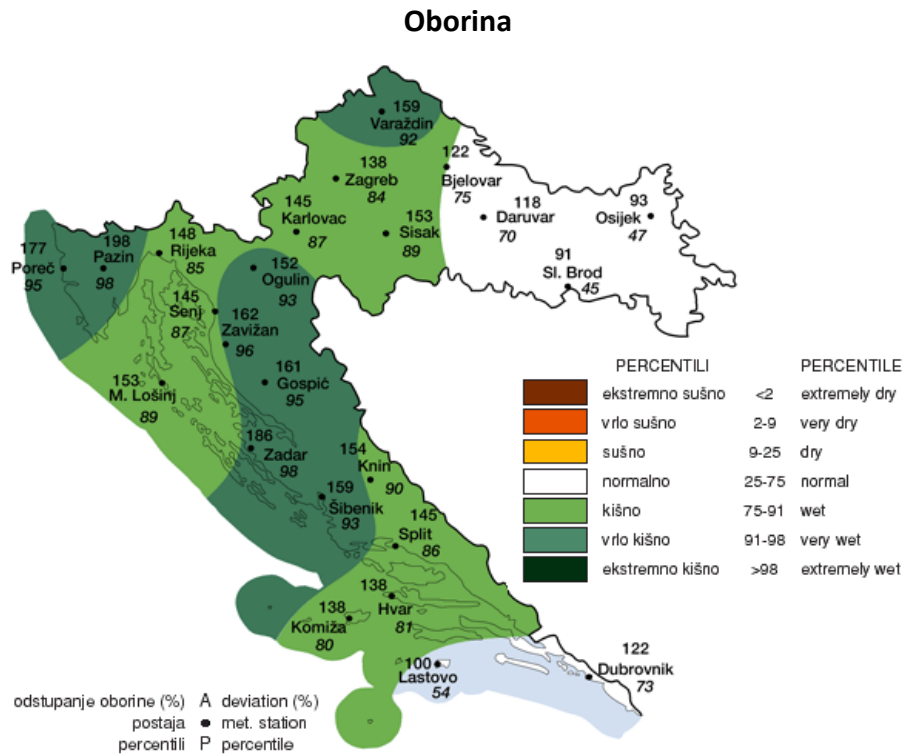 Oborina
159
Varaždin
92
138
Zagreb
84
122
Bjelovar
75
118
Daruvar
70
93
Osijek
47
145
Karlovac
87
153
Sisak
89
91
Sl. Brod
45
177
Poreč
95
198
Pazin
98
148
Rijeka
85
152
Ogulin
93
145
Senj
87
162
Zavižan
96
161
Gospić
95
153
M. Lošinj
89
186
Zadar
98
154
Knin
90
159
Šibenik
93
145
Split
86
138
Hvar
81
138
Komiža
80
100
Lastovo
54
122
Dubrovnik
73
PERCENTILI PERCENTILE
ekstremno sušno <2 extremely dry
vrlo sušno 2-9 very dry
sušno 9-25 dry
normalno 25-75 normal
kišno 75-91 wet
vrlo kišno 91-98 very wet
ekstremno kišno >98 extremely wet
odstupanje oborine (%) A deviation (%)
postaja ● met. station
percentili P percentile